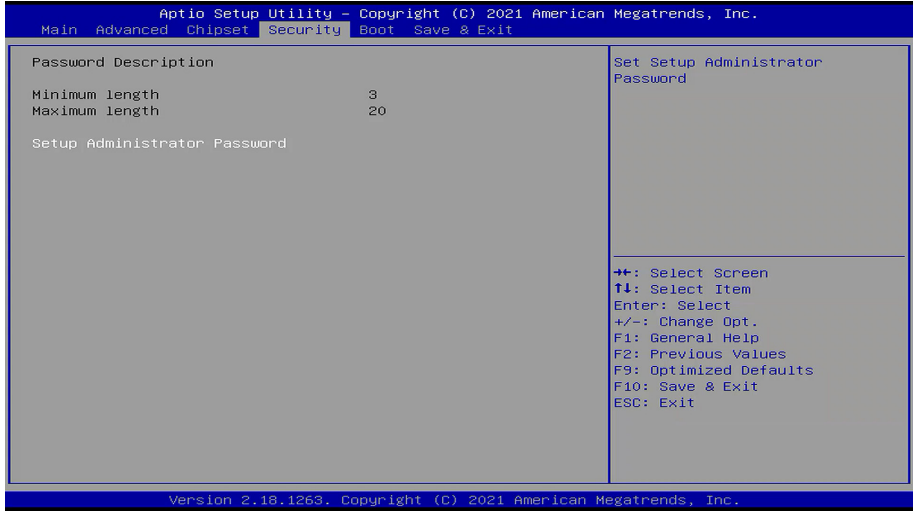 Aptio Setup Utility – Copyright (C) 2021 American Megatrends, Inc.
Main Advanced Chipset Security Boot Save & Exit
Password Description
Minimum length 3
Maximum length 20
Setup Administrator Password
Set Setup Administrator
Password
→←: Select Screen
↑↓: Select Item
Enter: Select
+/-: Change Opt.
F1: General Help
F2: Previous Values
F9: Optimized Defaults
F10: Save & Exit
ESC: Exit
Version 2.18.1263. Copyright (C) 2021 American Megatrends, Inc.